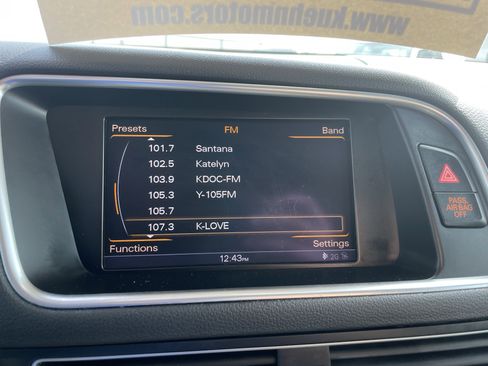 www.kuehnmotors.com
Presets FM Band
101.7 Santana
102.5 Katelyn
103.9 KDOC-FM
105.3 Y-105FM
105.7
107.3 K-LOVE
Functions Settings
12:43PM 2G
PASS.
AIR BAG
OFF